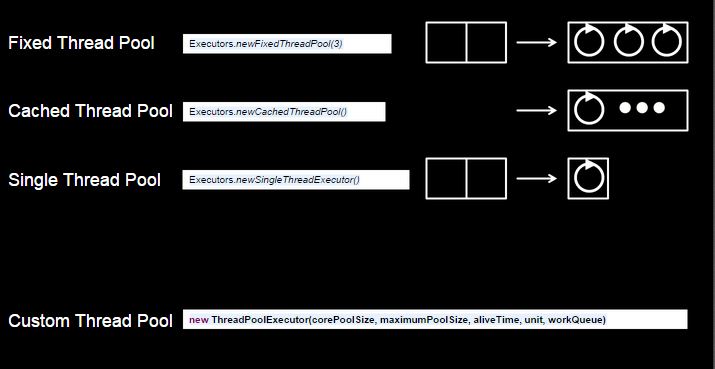 Fixed Thread Pool Executors.newFixedThreadPool(3)
Cached Thread Pool Executors.newCachedThreadPool()
Single Thread Pool Executors.newSingleThreadExecutor()
Custom Thread Pool new ThreadPoolExecutor(corePoolSize, maximumPoolSize, aliveTime, unit, workQueue)